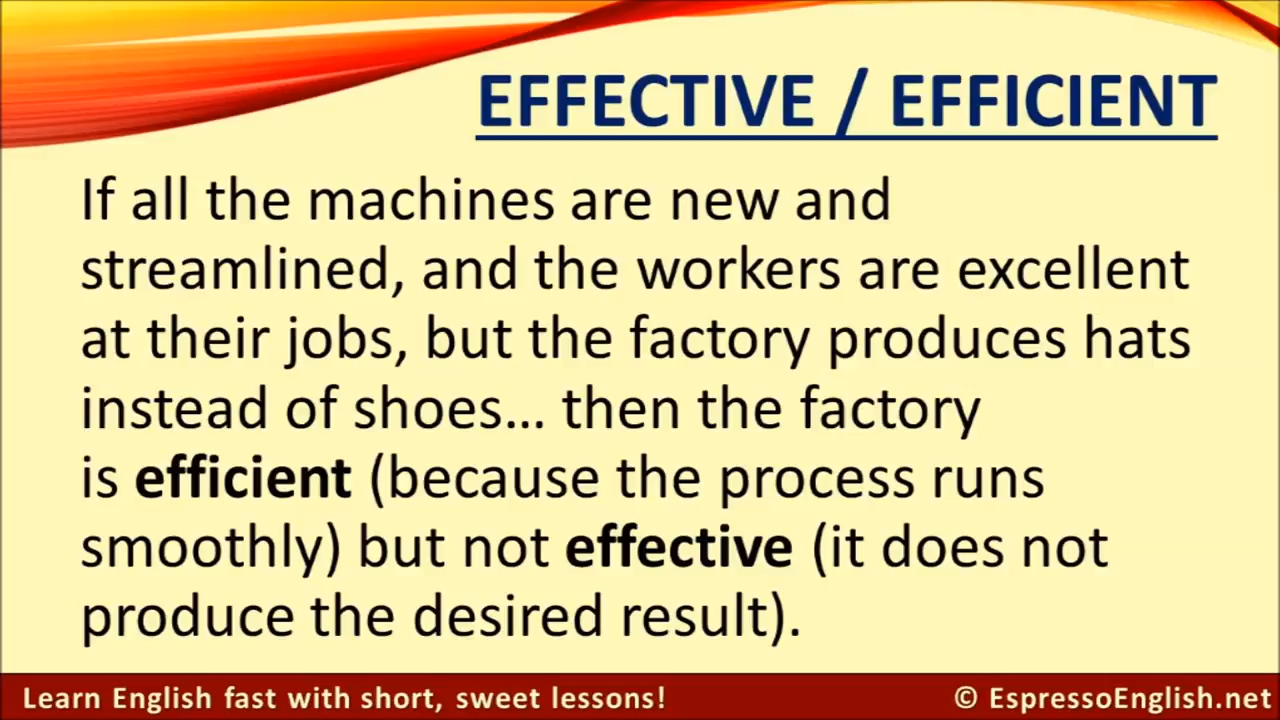 EFFECTIVE / EFFICIENT
If all the machines are new and
streamlined, and the workers are excellent
at their jobs, but the factory produces hats
instead of shoes… then the factory
is efficient (because the process runs
smoothly) but not effective (it does not
produce the desired result).
Learn English fast with short, sweet lessons!
© EspressoEnglish.net